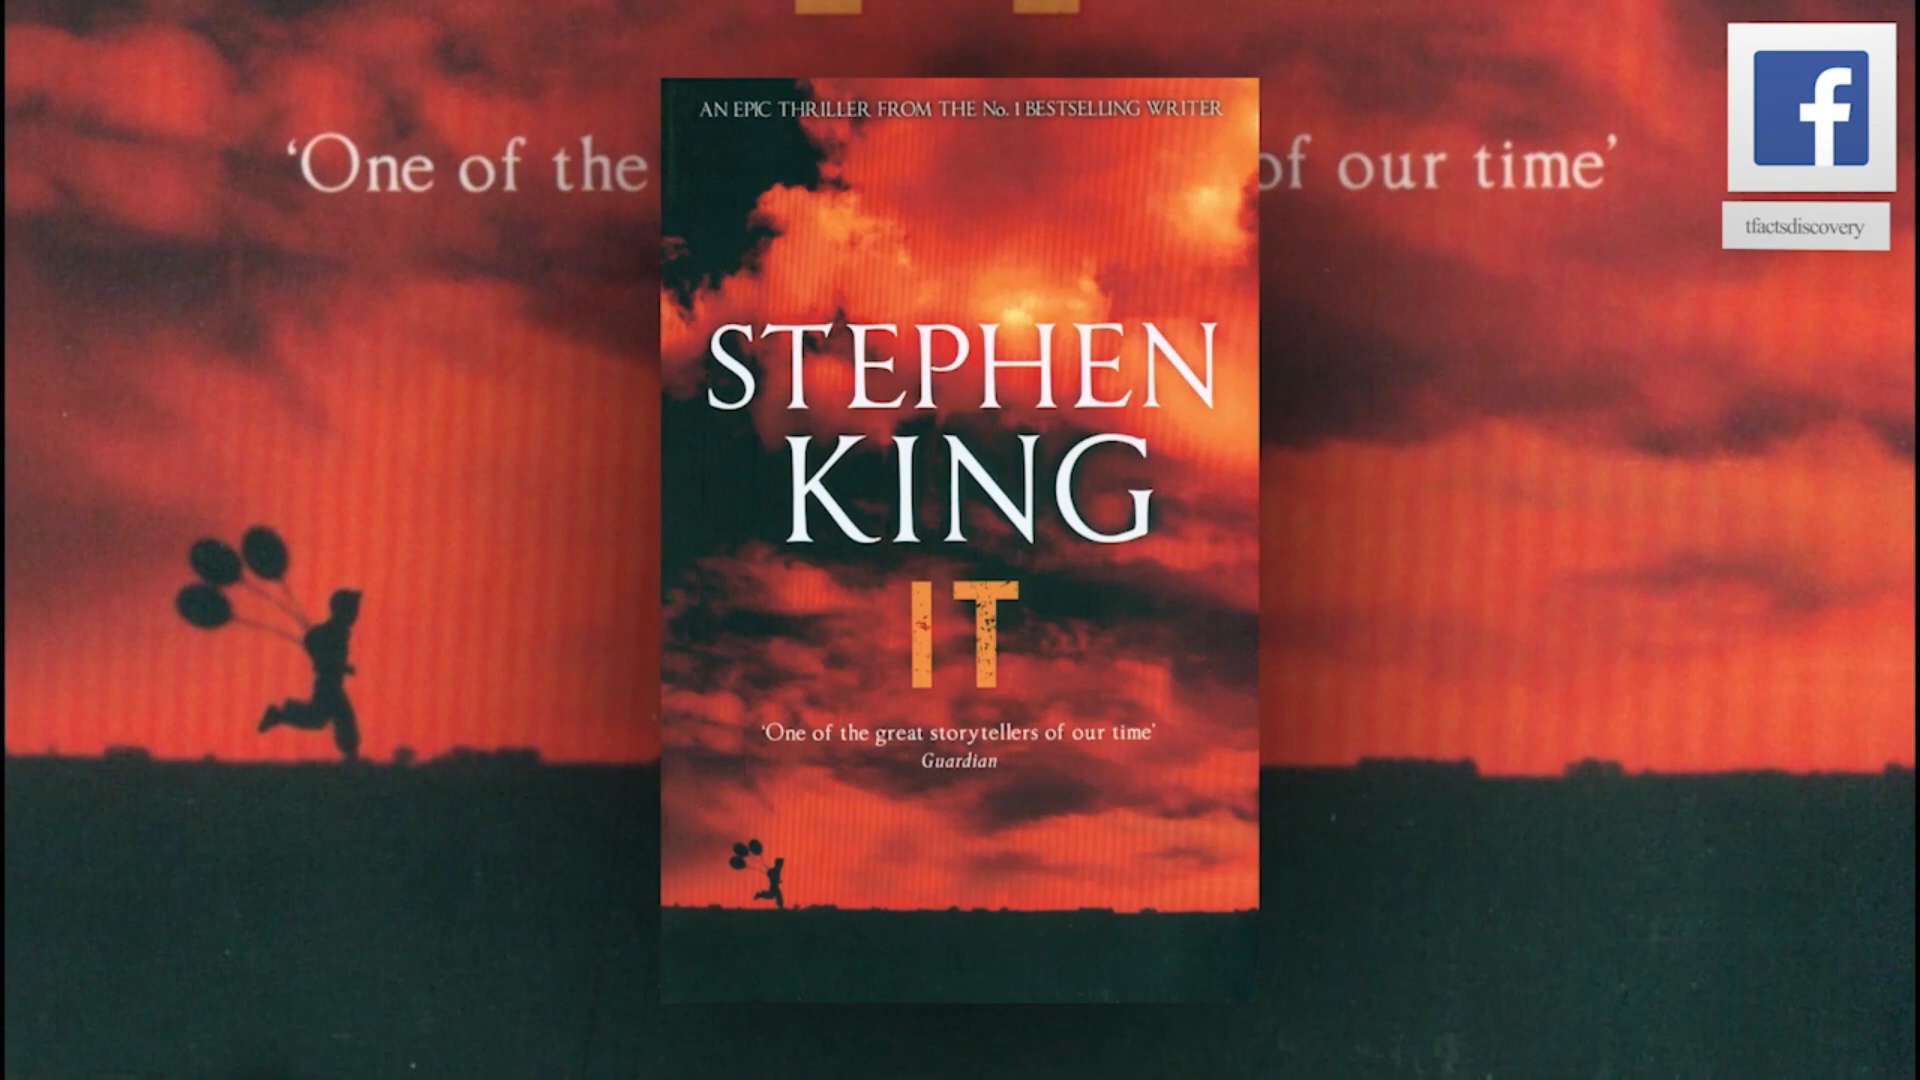 AN EPIC THRILLER FROM THE No. 1 BESTSELLING WRITER
'One of the
of our time'
tfactsdiscovery
STEPHEN
KING
IT
'One of the great storytellers of our time'
Guardian